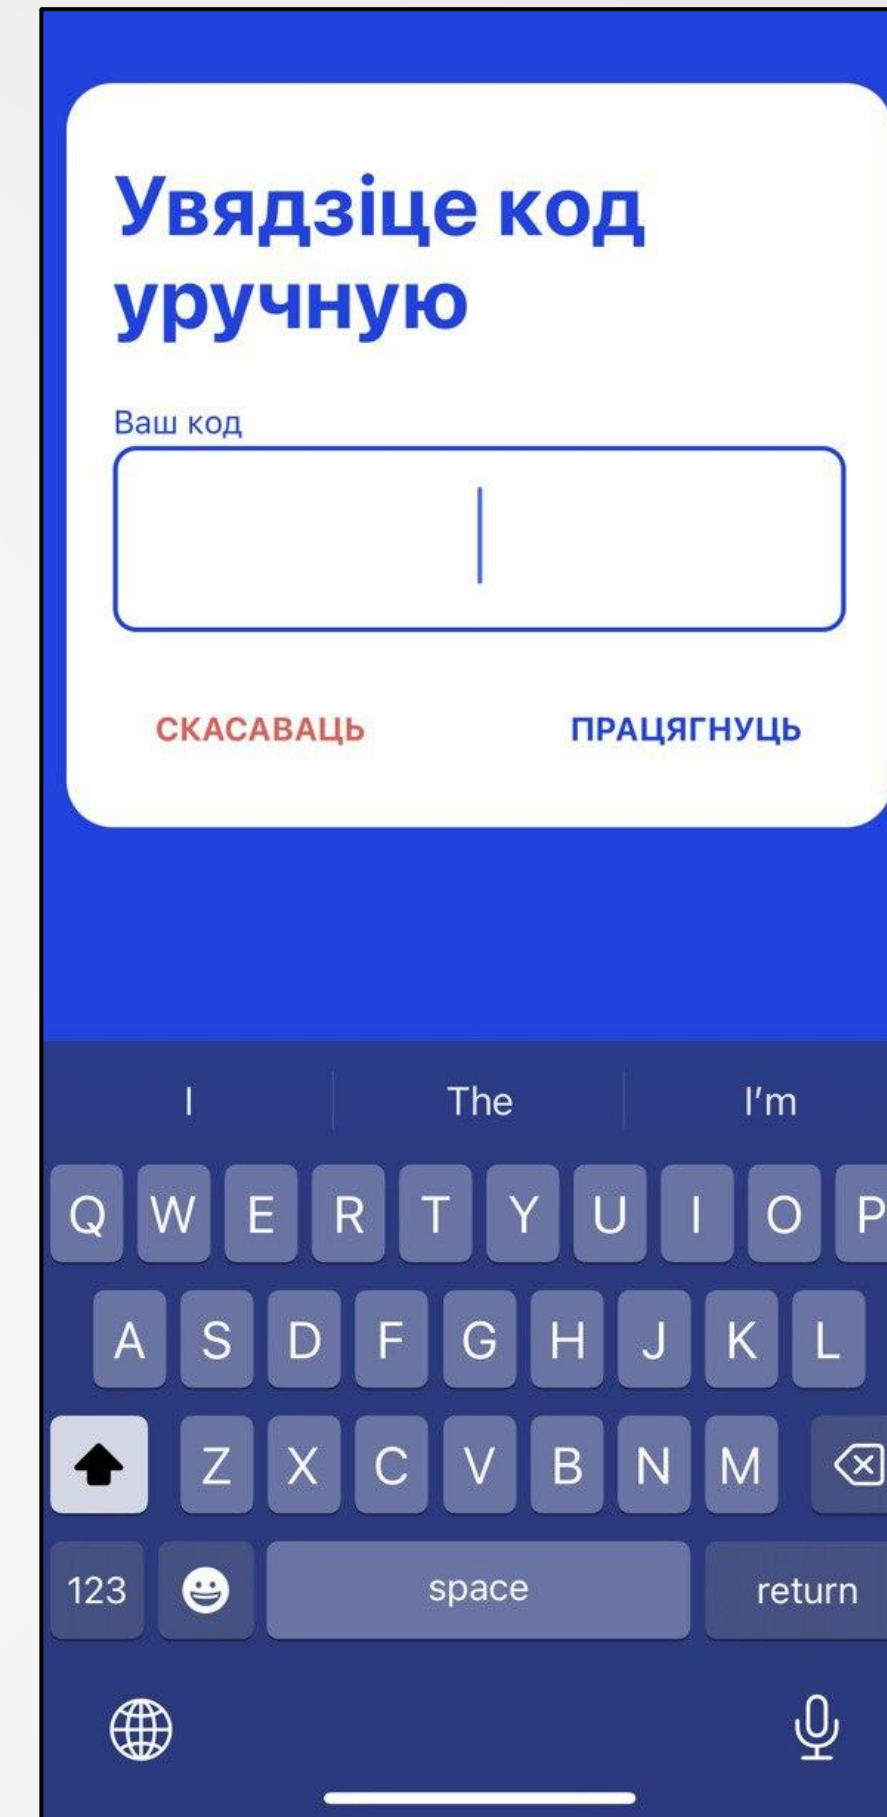 Увядзіце код
уручную
Ваш код
СКАСАВАЦЬ ПРАЦЯГНУЦЬ
I The I'm
Q W E R T Y U I O P
A S D F G H J K L
Z X C V B N M
123 space return